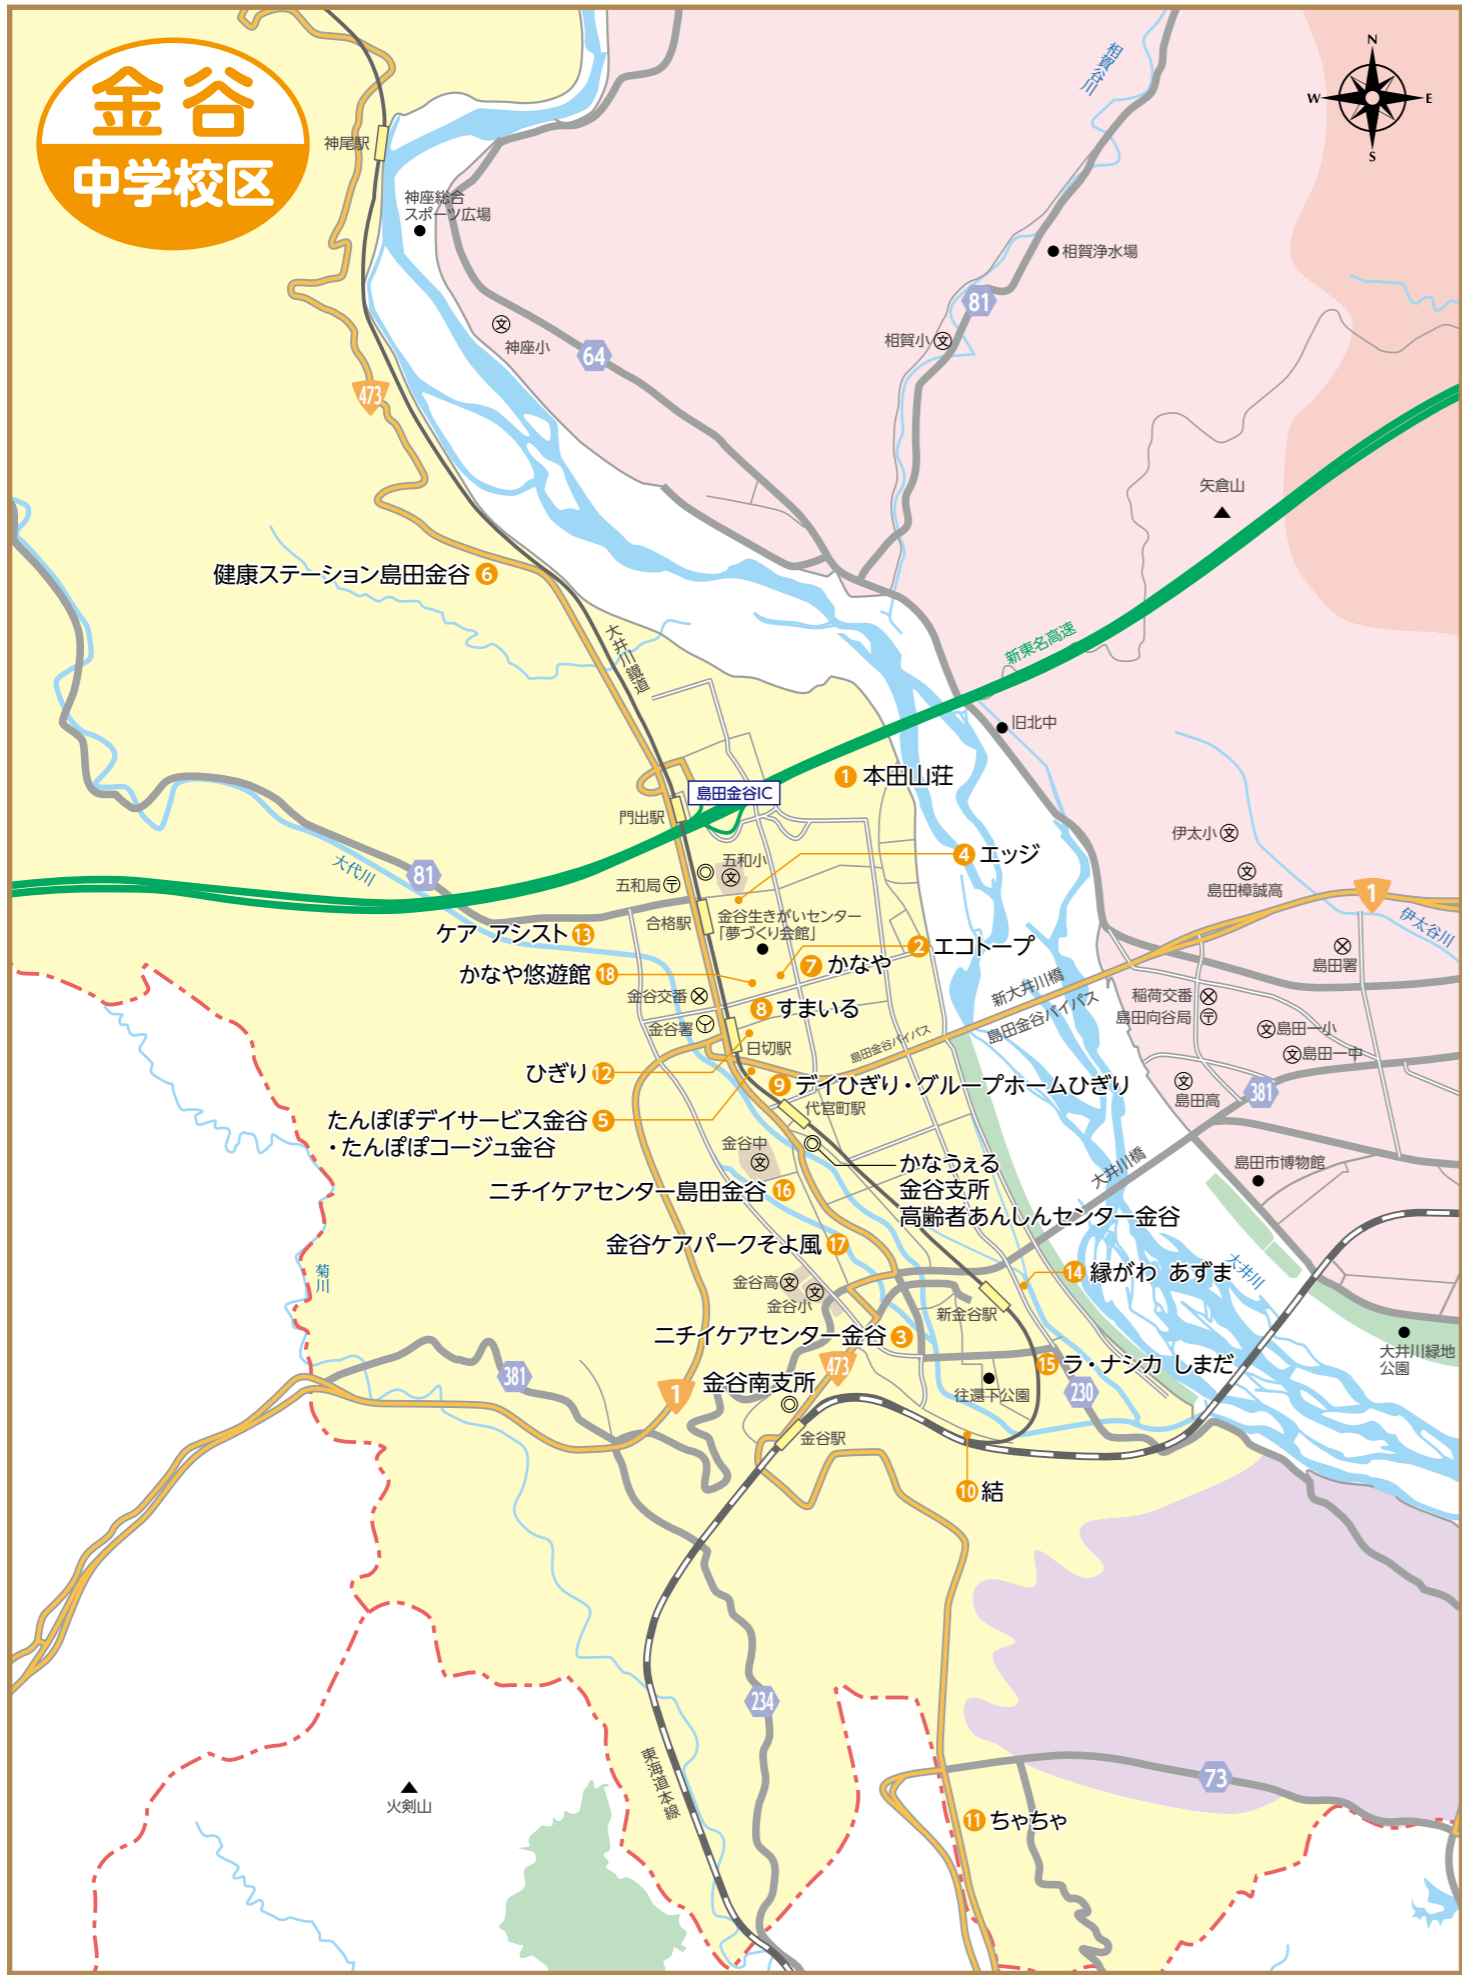 金谷
中学校区
N
W
E
S
相賀谷川
神尾駅
神座総合
スポーツ広場
相賀浄水場
81
神座小
文
64
相賀小
文
473
矢倉山
健康ステーション島田金谷 6
大井川鐵道
新東名高速
旧北中
1 本田山荘
島田金谷IC
門出駅
伊太小
文
大代川
81
4 エッジ
五和小
文
五和局
島田樟誠高
文
1
伊太谷川
合格駅
金谷生きがいセンター
「夢づくり会館」
ケア アシスト 13
2 エコトープ
島田署
かなや悠遊館 18
7 かなや
新大井川橋
金谷交番
稲荷交番
8 すまいる
島田金谷バイパス
島田向谷局
金谷署
文 島田一小
島田金谷バイパス
日切駅
文 島田一中
ひぎり 12
9 デイひぎり・グループホームひぎり
文
島田高
381
代官町駅
たんぽぽデイサービス金谷 5
・たんぽぽコージュ金谷
金谷中
文
かなうぇる
金谷支所
高齢者あんしんセンター金谷
大井川橋
島田市博物館
ニチイケアセンター島田金谷 16
金谷ケアパークそよ風 17
菊川
14 縁がわ あずま
大井川
金谷高
文
金谷小
文
新金谷駅
ニチイケアセンター金谷 3
大井川緑地
公園
381
473
15 ラ・ナシカ しまだ
1
金谷南支所
230
往還下公園
金谷駅
10 結
234
東海道本線
73
火剣山
11 ちゃちゃ